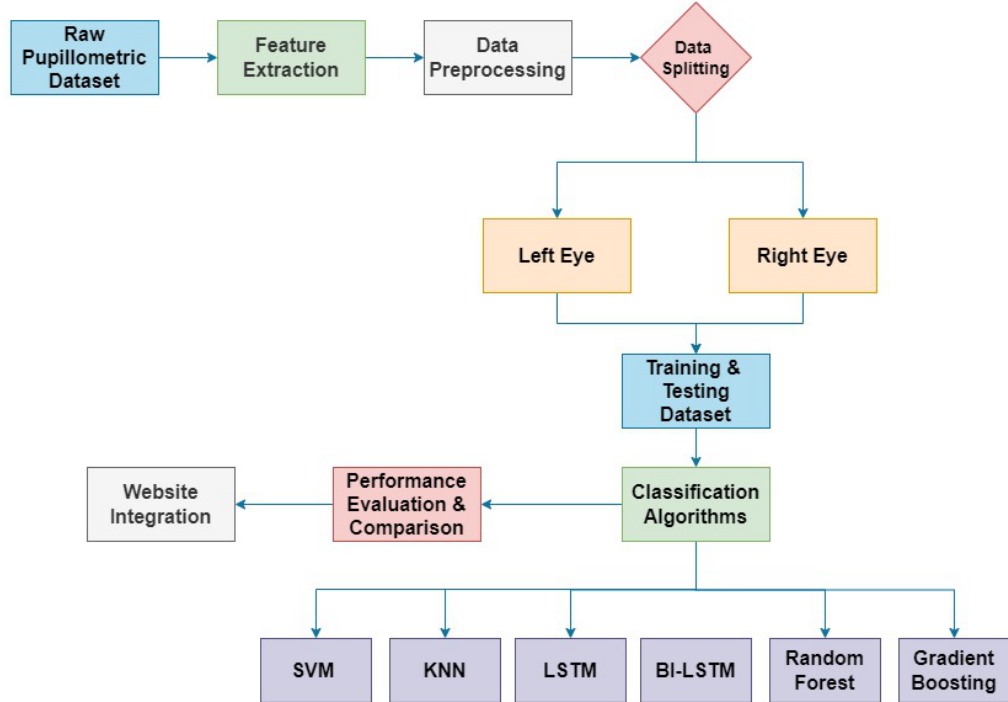 Raw
Pupillometric
Dataset
Feature
Extraction
Data
Preprocessing
Data
Splitting
Left Eye
Right Eye
Training &
Testing
Dataset
Website
Integration
Performance
Evaluation &
Comparison
Classification
Algorithms
SVM
KNN
LSTM
BI-LSTM
Random
Forest
Gradient
Boosting